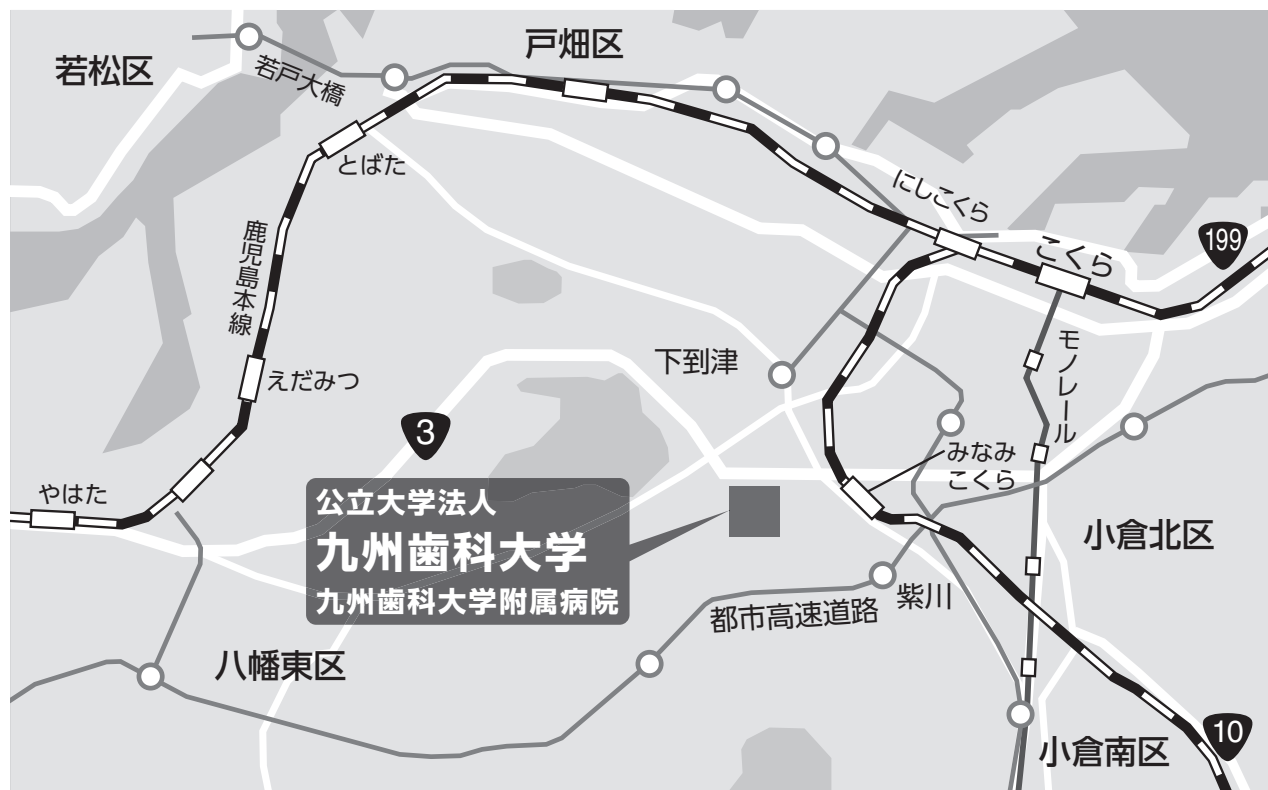 若松区
戸畑区
若戸大橋
とばた
にしこくら
こくら
199
鹿児島本線
モノレール
下到津
えだみつ
3
みなみ
こくら
やはた
公立大学法人
九州歯科大学
九州歯科大学附属病院
小倉北区
紫川
都市高速道路
八幡東区
小倉南区
10